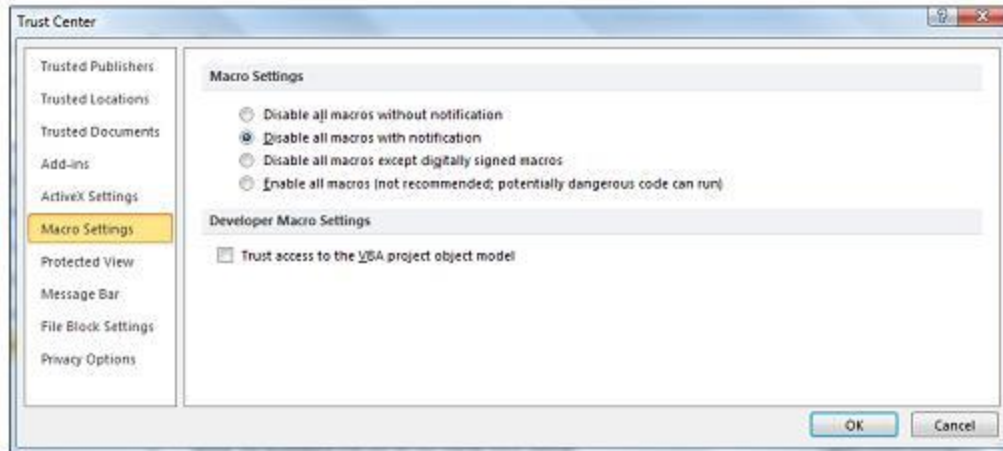 Trust Center
Trusted Publishers
Trusted Locations
Trusted Documents
Add-ins
ActiveX Settings
Macro Settings
Protected View
Message Bar
File Block Settings
Privacy Options
Macro Settings
Disable all macros without notification
Disable all macros with notification
Disable all macros except digitally signed macros
Enable all macros (not recommended; potentially dangerous code can run)
Developer Macro Settings
Trust access to the VBA project object model
OK
Cancel